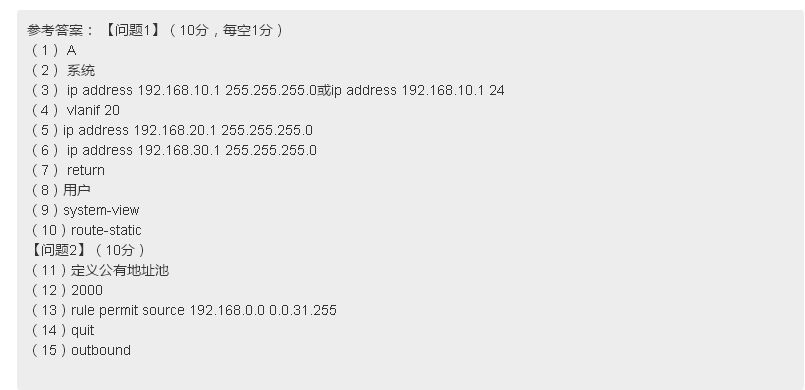 参考答案： 【问题1】（10分，每空1分）
（1） A
（2） 系统
（3） ip address 192.168.10.1 255.255.255.0或ip address 192.168.10.1 24
（4） vlanif 20
（5）ip address 192.168.20.1 255.255.255.0
（6） ip address 192.168.30.1 255.255.255.0
（7） return
（8）用户
（9）system-view
（10）route-static
【问题2】（10分）
（11）定义公有地址池
（12）2000
（13）rule permit source 192.168.0.0 0.0.31.255
（14）quit
（15）outbound